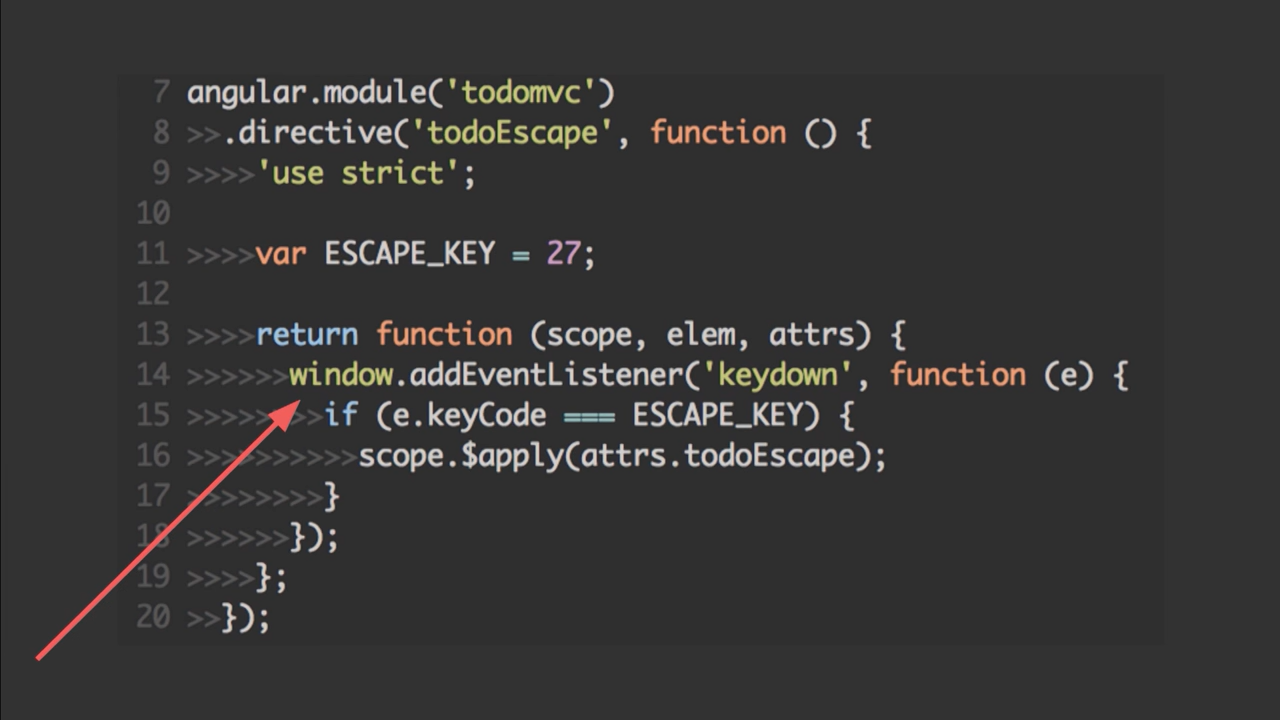 7 angular.module('todomvc')
8 >>.directive('todoEscape', function () {
9 >>>>'use strict';
10
11 >>>>var ESCAPE_KEY = 27;
12
13 >>>>return function (scope, elem, attrs) {
14 >>>>>>window.addEventListener('keydown', function (e) {
15 >>>>>>>>if (e.keyCode === ESCAPE_KEY) {
16 >>>>>>>>>>scope.$apply(attrs.todoEscape);
17 >>>>>>>>}
18 >>>>>>});
19 >>>>};
20 >>});